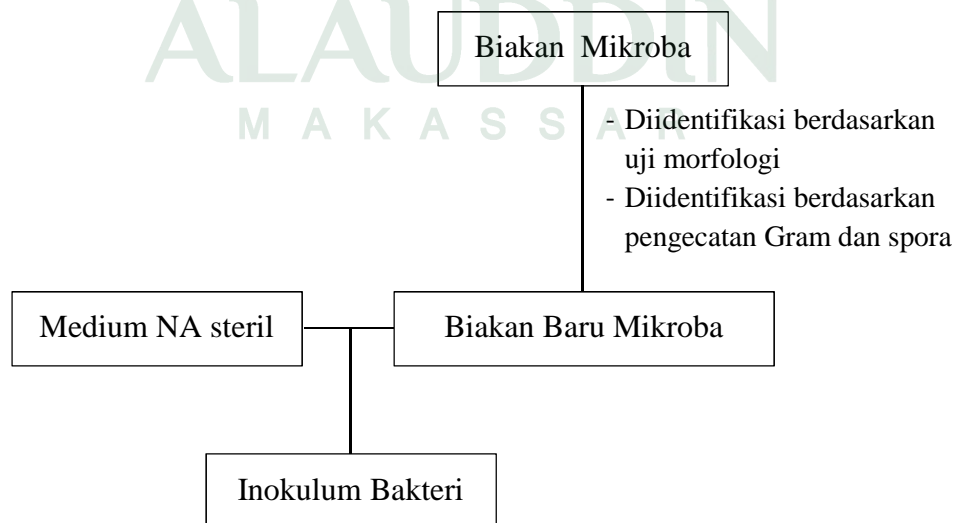 ALAUDDIN
MAKASSAR
Biakan Mikroba
- Diidentifikasi berdasarkan
uji morfologi
- Diidentifikasi berdasarkan
pengecatan Gram dan spora
Medium NA steril
Biakan Baru Mikroba
Inokulum Bakteri